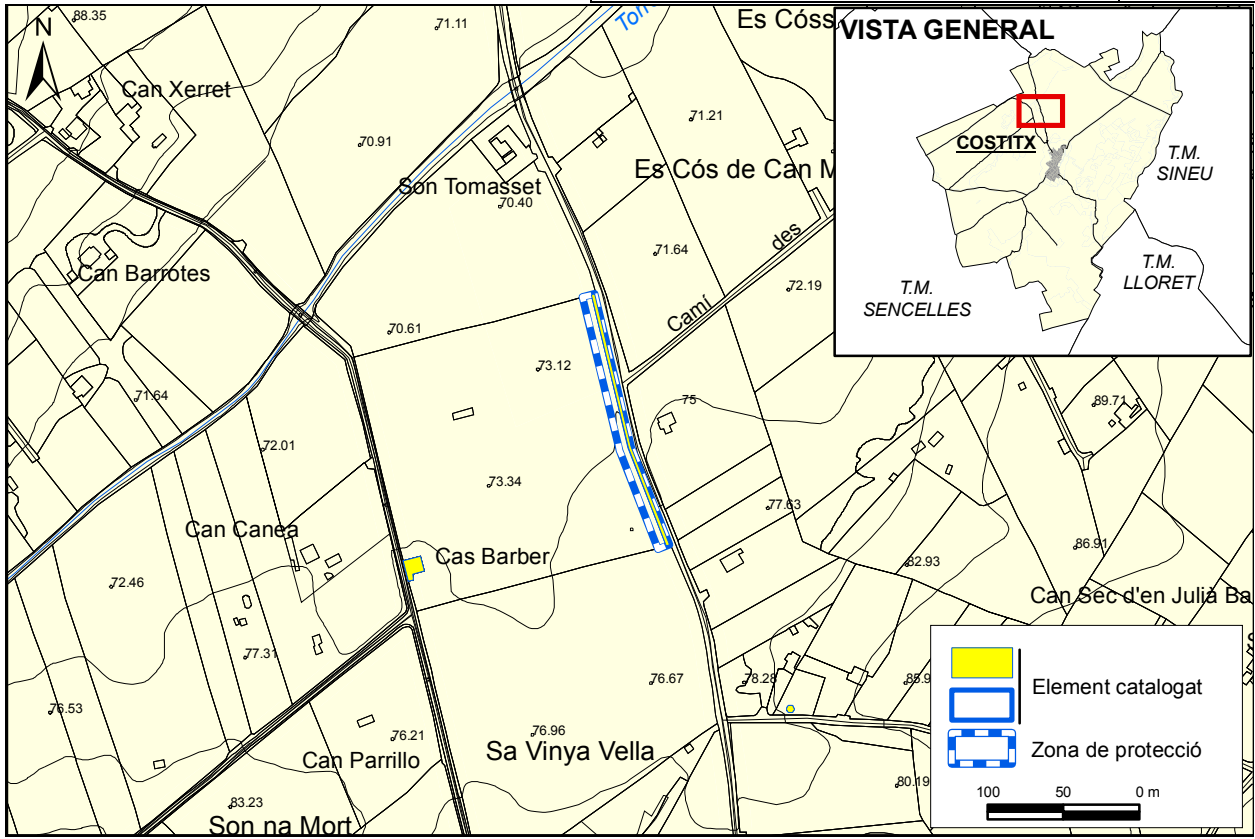 88.35
71.11
Es Cóss
VISTA GENERAL
N
Can Xerret
71.21
70.91
COSTITX
T.M.
SINEU
Es Cós de Can M
Son Tomasset
70.40
des
71.64
Can Barrotes
72.19
T.M.
LLORET
T.M.
SENCELLES
Camí
70.61
73.12
71.64
75
89.71
72.01
73.34
77.63
Can Canea
Cas Barber
86.91
82.93
72.46
Can Sec d'en Julià Ba
77.31
76.67
78.28
85.9
Element catalogat
76.53
76.21
76.96
Sa Vinya Vella
Can Parrillo
Zona de protecció
80.19
83.23
Son na Mort
100 50 0 m